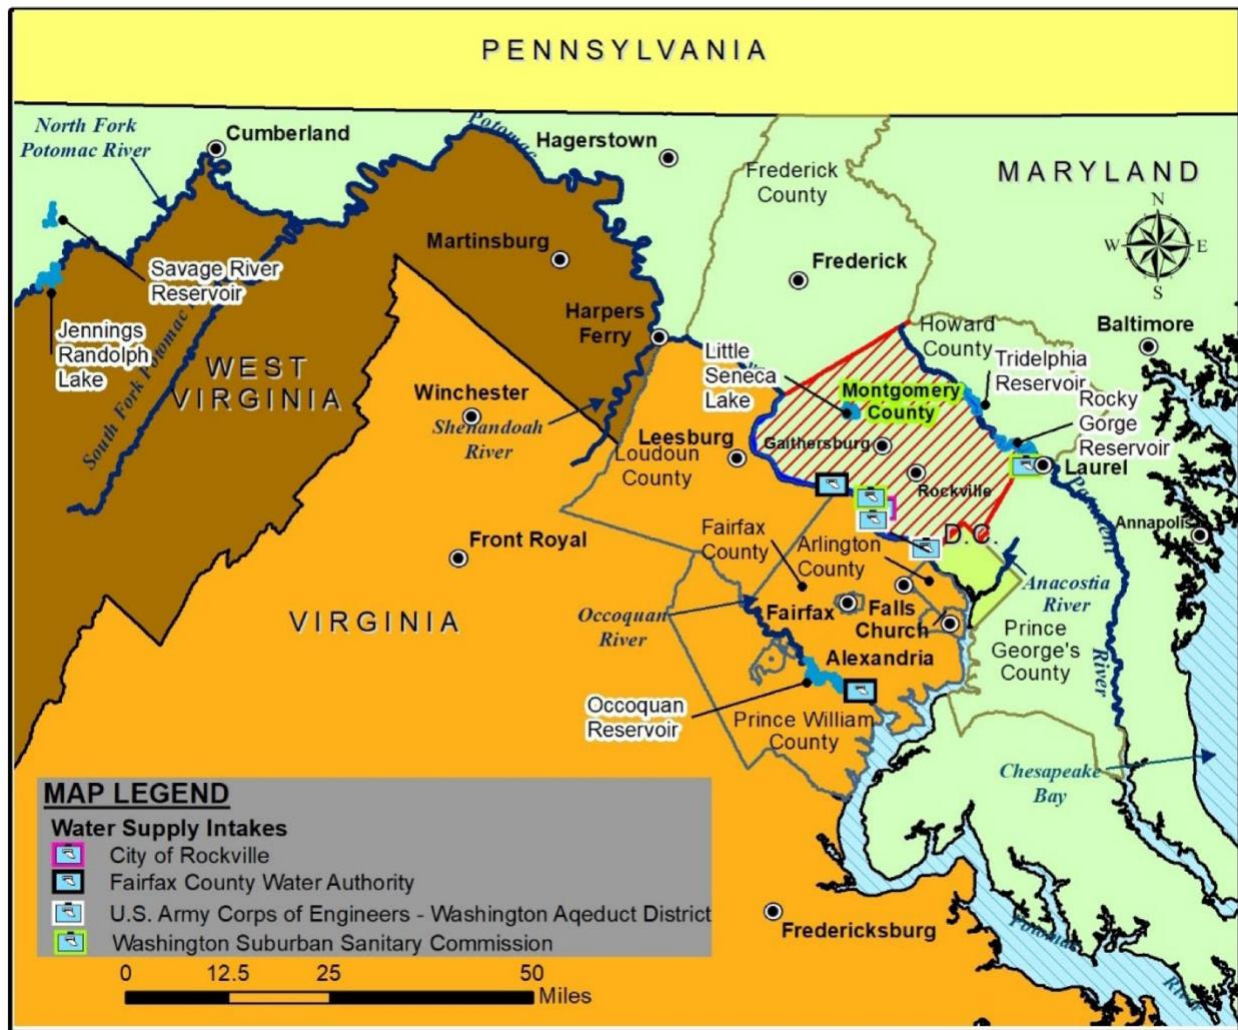 PENNSYLVANIA
North Fork
Potomac River
Cumberland
Potomac
Hagerstown
Frederick
County
MARYLAND
N
W
E
S
Savage River
Reservoir
Martinsburg
Frederick
Jennings
Randolph
Lake
South Fork Potomac
WEST
VIRGINIA
Harpers
Ferry
Little
Seneca
Lake
Howard
County
Baltimore
Tridelphia
Reservoir
Montgomery
County
Rocky
Gorge
Reservoir
Winchester
Shenandoah
River
Leesburg
Loudoun
County
Gaithersburg
Rockville
Laurel
Patuxent
River
Annapolis
Front Royal
Fairfax
County
Arlington
County
D.C.
Anacostia
River
VIRGINIA
Occoquan
River
Fairfax
Falls
Church
Prince
George's
County
Alexandria
Occoquan
Reservoir
Prince William
County
Chesapeake
Bay
MAP LEGEND
Water Supply Intakes
City of Rockville
Fairfax County Water Authority
U.S. Army Corps of Engineers - Washington Aqeduct District
Washington Suburban Sanitary Commission
0 12.5 25 50
Miles
Fredericksburg
Potomac
River